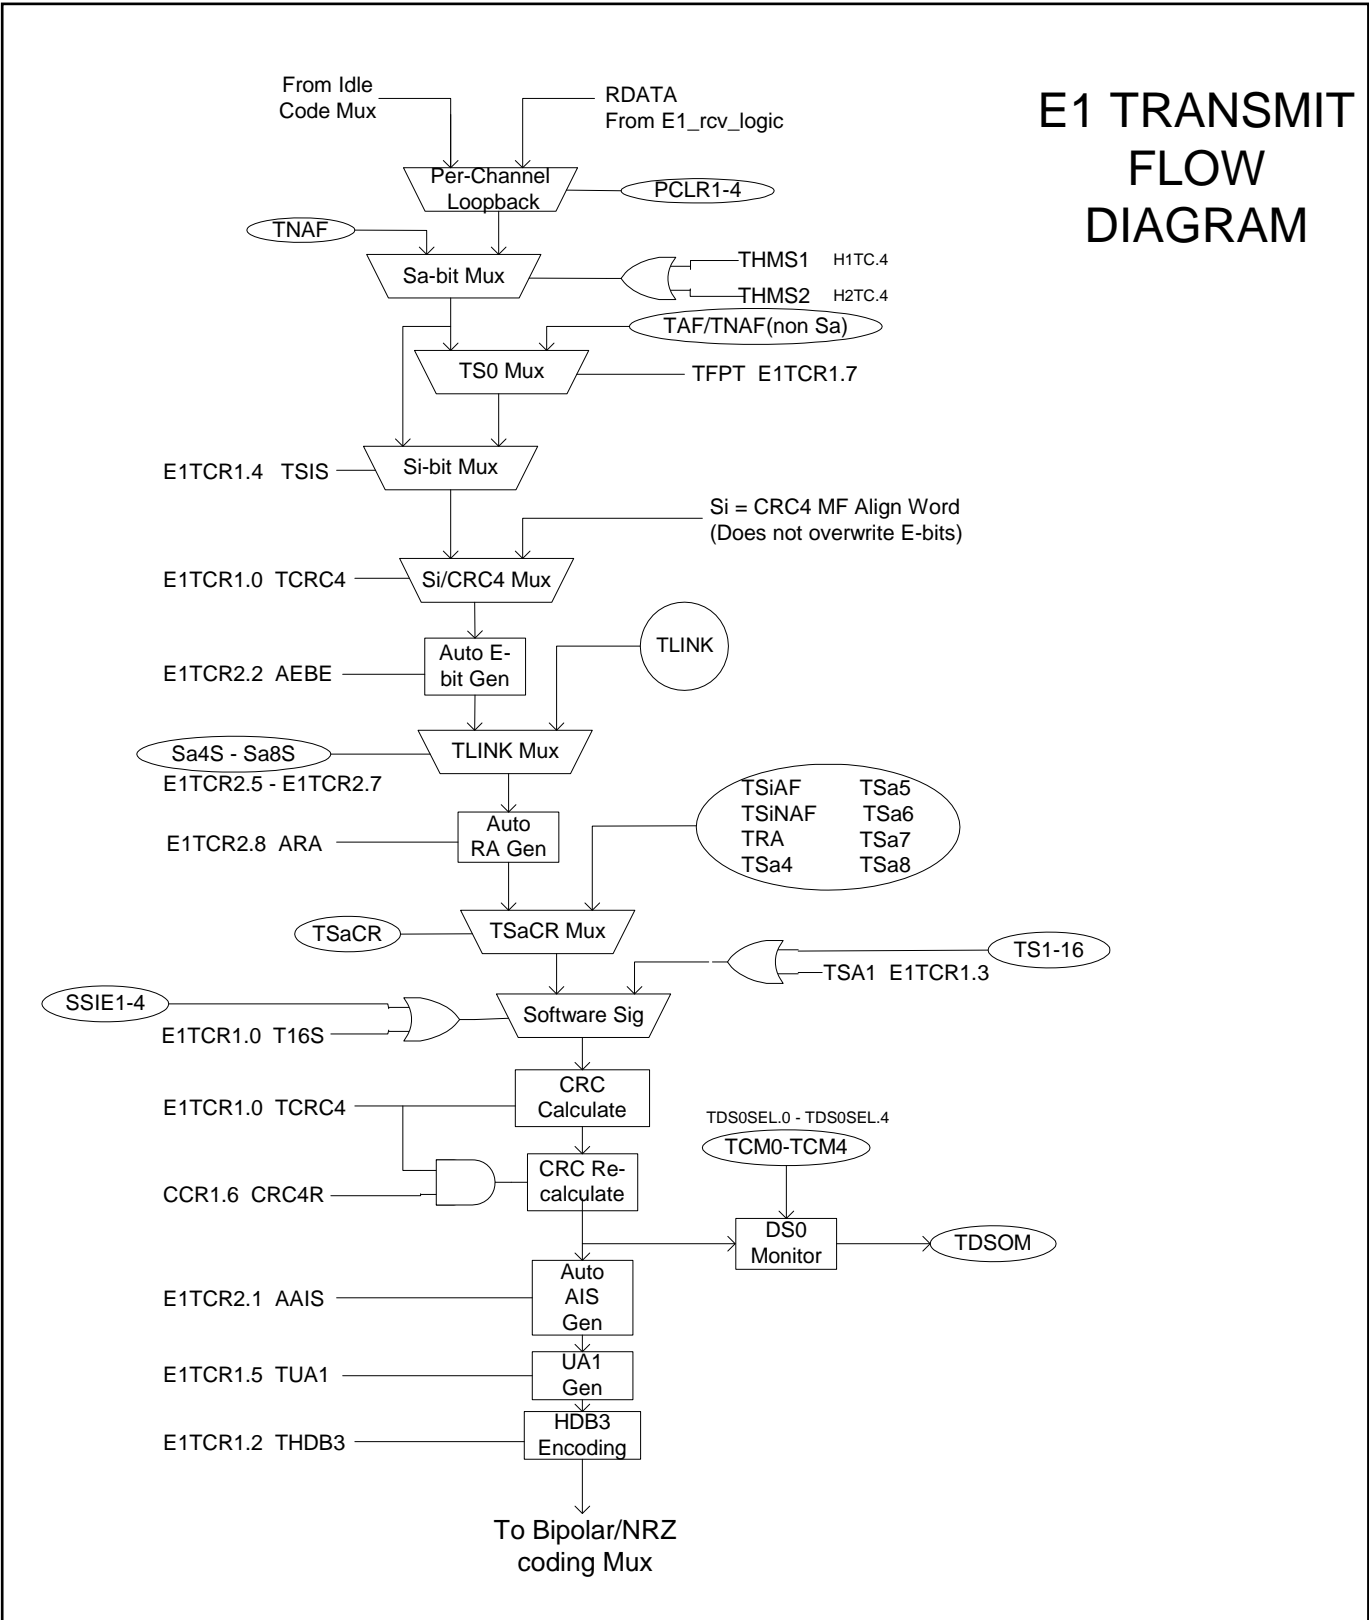 E1 TRANSMIT
FLOW
DIAGRAM
From Idle
Code Mux
RDATA
From E1_rcv_logic
Per-Channel
Loopback
PCLR1-4
TNAF
Sa-bit Mux
THMS1 H1TC.4
THMS2 H2TC.4
TAF/TNAF(non Sa)
TS0 Mux
TFPT E1TCR1.7
E1TCR1.4 TSIS
Si-bit Mux
Si = CRC4 MF Align Word
(Does not overwrite E-bits)
E1TCR1.0 TCRC4
Si/CRC4 Mux
TLINK
Auto E-
bit Gen
E1TCR2.2 AEBE
Sa4S - Sa8S
TLINK Mux
E1TCR2.5 - E1TCR2.7
TSiAF TSa5
TSiNAF TSa6
TRA TSa7
TSa4 TSa8
Auto
RA Gen
E1TCR2.8 ARA
TSaCR
TSaCR Mux
TS1-16
TSA1 E1TCR1.3
SSIE1-4
Software Sig
E1TCR1.0 T16S
CRC
Calculate
E1TCR1.0 TCRC4
TDS0SEL.0 - TDS0SEL.4
TCM0-TCM4
CRC Re-
calculate
CCR1.6 CRC4R
DS0
Monitor
TDSOM
Auto
AIS
Gen
E1TCR2.1 AAIS
UA1
Gen
E1TCR1.5 TUA1
HDB3
Encoding
E1TCR1.2 THDB3
To Bipolar/NRZ
coding Mux